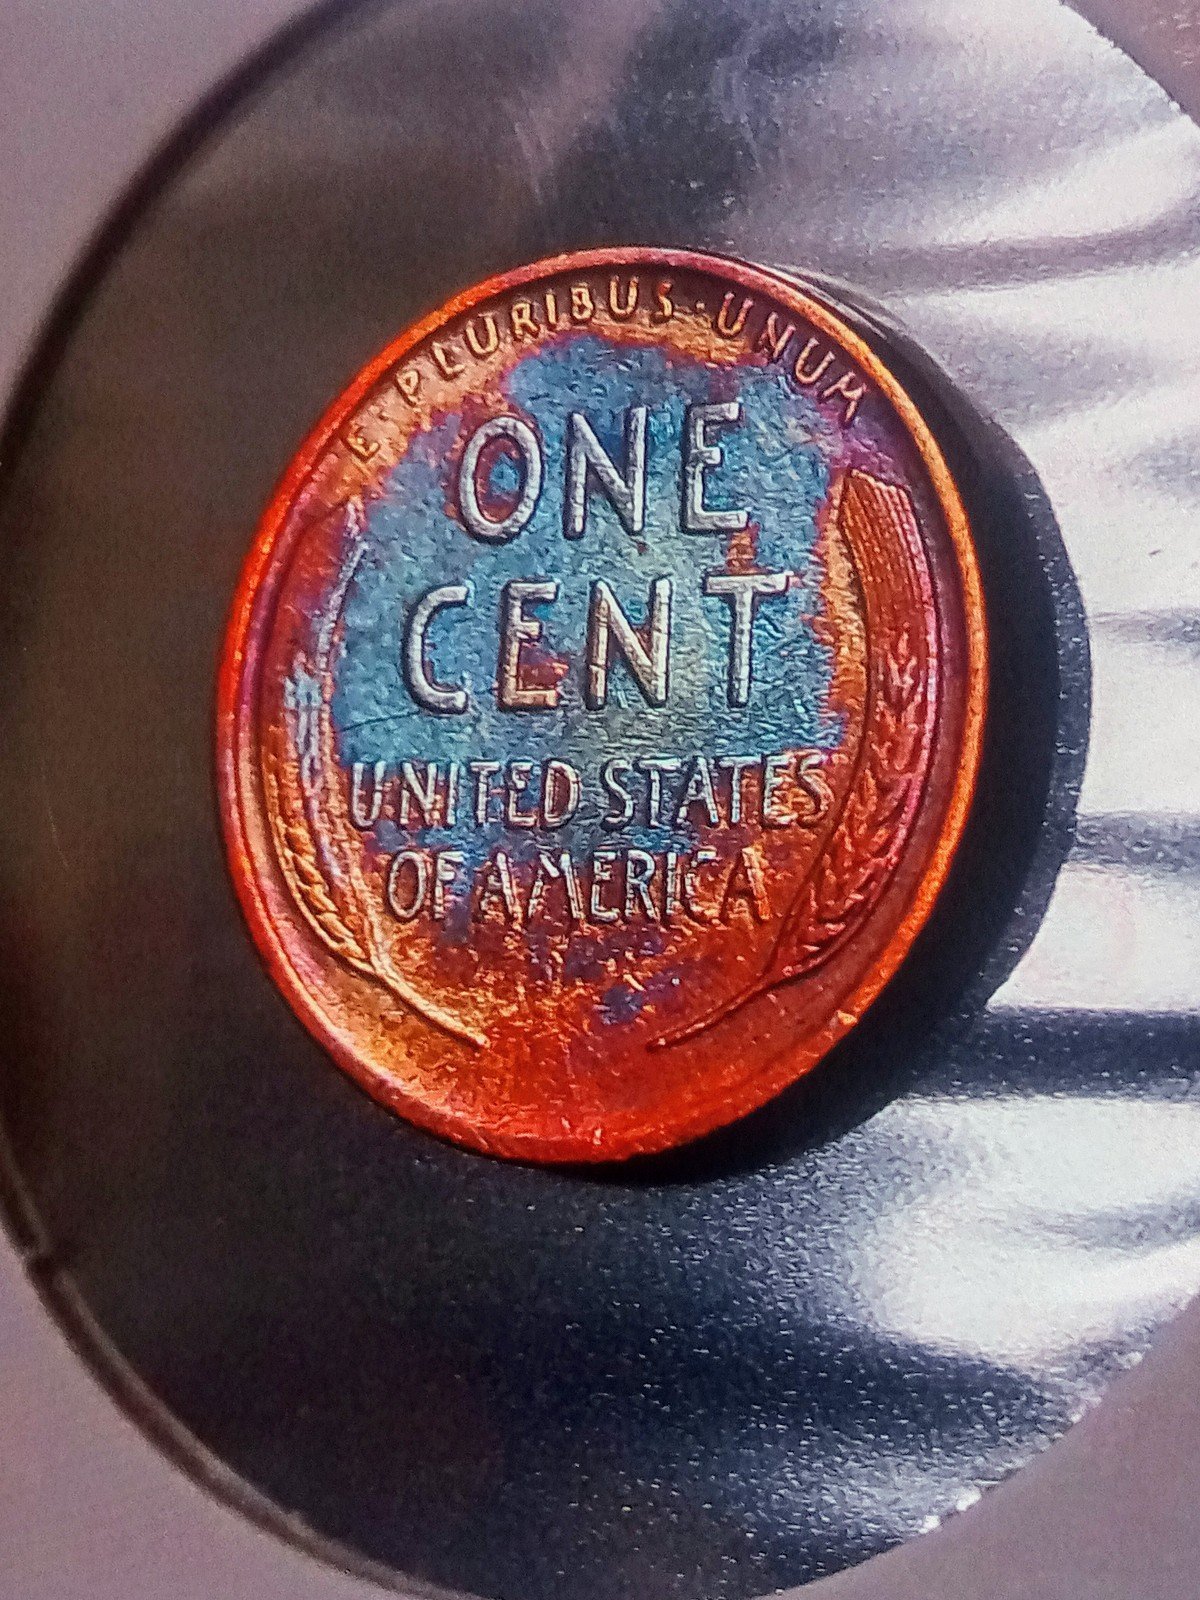 E·PLURIBUS·UNUM
ONE
CENT
UNITED STATES
OF AMERICA